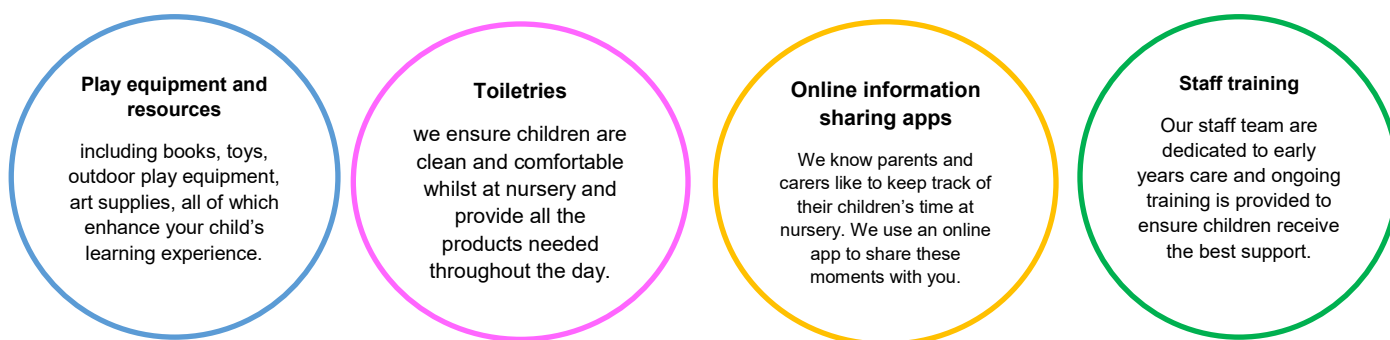 Play equipment and
resources
including books, toys,
outdoor play equipment,
art supplies, all of which
enhance your child’s
learning experience.
Toiletries
we ensure children are
clean and comfortable
whilst at nursery and
provide all the
products needed
throughout the day.
Online information
sharing apps
We know parents and
carers like to keep track of
their children’s time at
nursery. We use an online
app to share these
moments with you.
Staff training
Our staff team are
dedicated to early
years care and ongoing
training is provided to
ensure children receive
the best support.